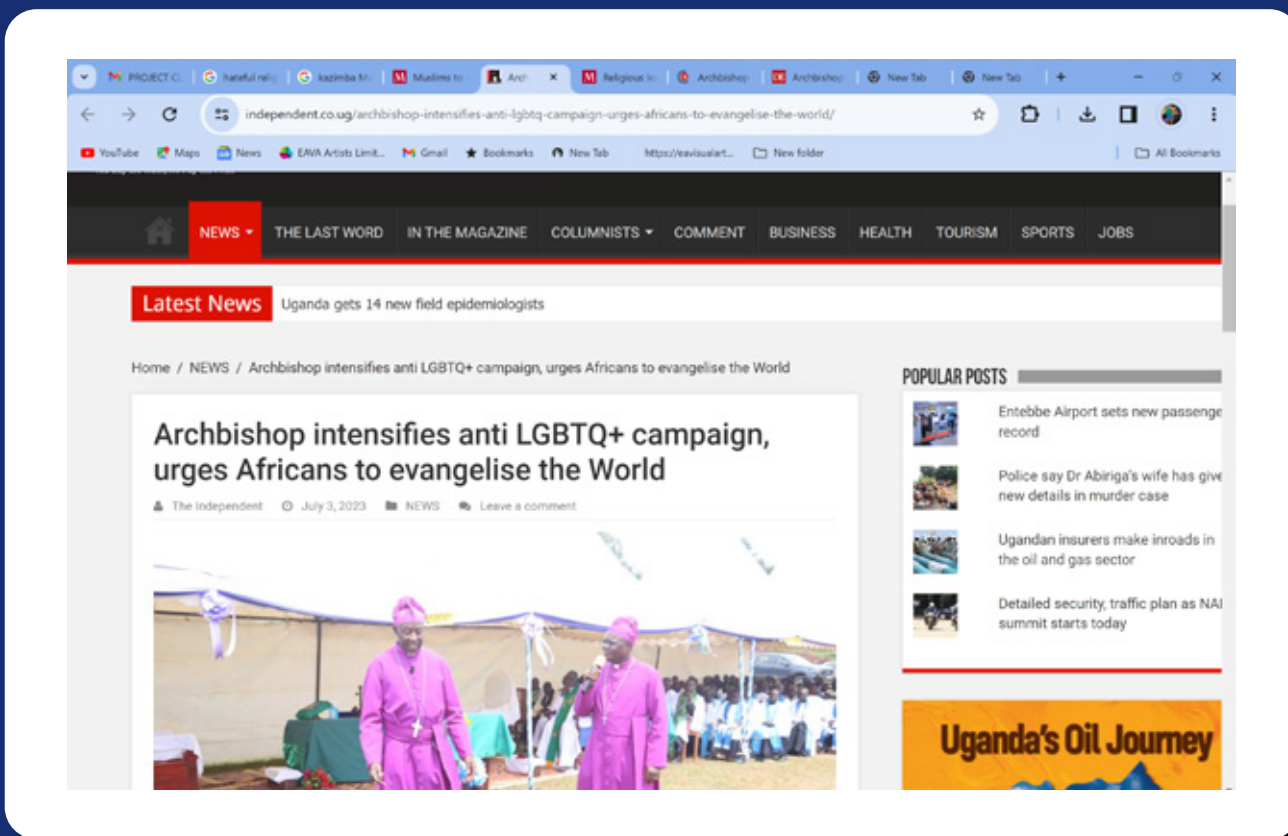 PROJECT C
hateful reli
kazimba M
Muslims to
Arch
Religious le
Archbishop
Archbishop
New Tab
New Tab
independent.co.ug/archbishop-intensifies-anti-lgbtq-campaign-urges-africans-to-evangelise-the-world/
YouTube
Maps
News
EAVA Artists Limit...
Gmail
Bookmarks
New Tab
https://eavisualart...
New folder
All Bookmarks
NEWS
THE LAST WORD
IN THE MAGAZINE
COLUMNISTS
COMMENT
BUSINESS
HEALTH
TOURISM
SPORTS
JOBS
Latest News
Uganda gets 14 new field epidemiologists
Home / NEWS / Archbishop intensifies anti LGBTQ+ campaign, urges Africans to evangelise the World
Archbishop intensifies anti LGBTQ+ campaign,
urges Africans to evangelise the World
The Independent
July 3, 2023
NEWS
Leave a comment
POPULAR POSTS
Entebbe Airport sets new passenge
record
Police say Dr Abiriga's wife has give
new details in murder case
Ugandan insurers make inroads in
the oil and gas sector
Detailed security, traffic plan as NA
summit starts today
Uganda's Oil Journey